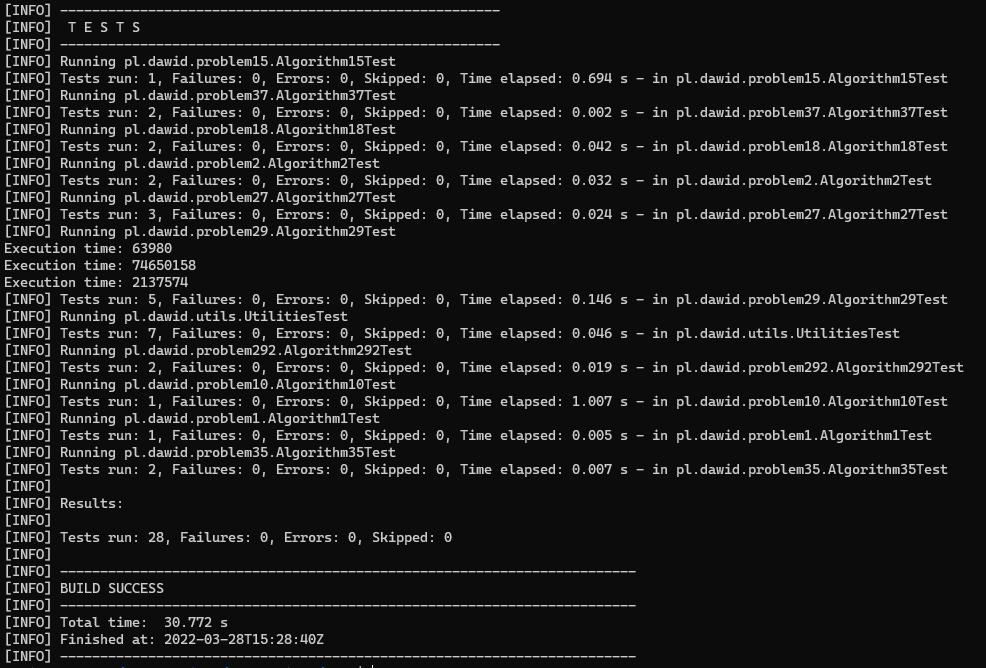 [INFO] -------------------------------------------------------
[INFO]  T E S T S
[INFO] -------------------------------------------------------
[INFO] Running pl.dawid.problem15.Algorithm15Test
[INFO] Tests run: 1, Failures: 0, Errors: 0, Skipped: 0, Time elapsed: 0.694 s - in pl.dawid.problem15.Algorithm15Test
[INFO] Running pl.dawid.problem37.Algorithm37Test
[INFO] Tests run: 2, Failures: 0, Errors: 0, Skipped: 0, Time elapsed: 0.002 s - in pl.dawid.problem37.Algorithm37Test
[INFO] Running pl.dawid.problem18.Algorithm18Test
[INFO] Tests run: 2, Failures: 0, Errors: 0, Skipped: 0, Time elapsed: 0.042 s - in pl.dawid.problem18.Algorithm18Test
[INFO] Running pl.dawid.problem2.Algorithm2Test
[INFO] Tests run: 2, Failures: 0, Errors: 0, Skipped: 0, Time elapsed: 0.032 s - in pl.dawid.problem2.Algorithm2Test
[INFO] Running pl.dawid.problem27.Algorithm27Test
[INFO] Tests run: 3, Failures: 0, Errors: 0, Skipped: 0, Time elapsed: 0.024 s - in pl.dawid.problem27.Algorithm27Test
[INFO] Running pl.dawid.problem29.Algorithm29Test
Execution time: 63980
Execution time: 74650158
Execution time: 2137574
[INFO] Tests run: 5, Failures: 0, Errors: 0, Skipped: 0, Time elapsed: 0.146 s - in pl.dawid.problem29.Algorithm29Test
[INFO] Running pl.dawid.utils.UtilitiesTest
[INFO] Tests run: 7, Failures: 0, Errors: 0, Skipped: 0, Time elapsed: 0.046 s - in pl.dawid.utils.UtilitiesTest
[INFO] Running pl.dawid.problem292.Algorithm292Test
[INFO] Tests run: 2, Failures: 0, Errors: 0, Skipped: 0, Time elapsed: 0.019 s - in pl.dawid.problem292.Algorithm292Test
[INFO] Running pl.dawid.problem10.Algorithm10Test
[INFO] Tests run: 1, Failures: 0, Errors: 0, Skipped: 0, Time elapsed: 1.007 s - in pl.dawid.problem10.Algorithm10Test
[INFO] Running pl.dawid.problem1.Algorithm1Test
[INFO] Tests run: 1, Failures: 0, Errors: 0, Skipped: 0, Time elapsed: 0.005 s - in pl.dawid.problem1.Algorithm1Test
[INFO] Running pl.dawid.problem35.Algorithm35Test
[INFO] Tests run: 2, Failures: 0, Errors: 0, Skipped: 0, Time elapsed: 0.007 s - in pl.dawid.problem35.Algorithm35Test
[INFO]
[INFO] Results:
[INFO]
[INFO] Tests run: 28, Failures: 0, Errors: 0, Skipped: 0
[INFO]
[INFO] ------------------------------------------------------------------------
[INFO] BUILD SUCCESS
[INFO] ------------------------------------------------------------------------
[INFO] Total time:  30.772 s
[INFO] Finished at: 2022-03-28T15:28:40Z
[INFO] ------------------------------------------------------------------------